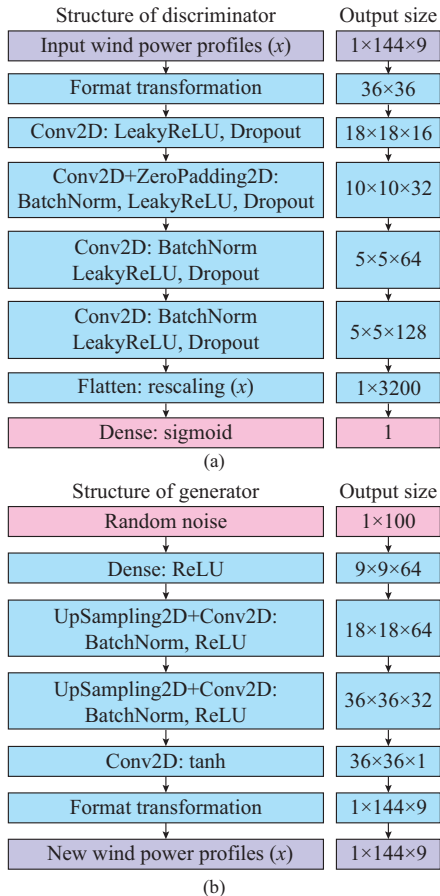 Structure of discriminator Output size
Input wind power profiles (x) 1×144×9
Format transformation 36×36
Conv2D: LeakyReLU, Dropout 18×18×16
Conv2D+ZeroPadding2D:
BatchNorm, LeakyReLU, Dropout 10×10×32
Conv2D: BatchNorm
LeakyReLU, Dropout 5×5×64
Conv2D: BatchNorm
LeakyReLU, Dropout 5×5×128
Flatten: rescaling (x) 1×3200
Dense: sigmoid 1
(a)
Structure of generator Output size
Random noise 1×100
Dense: ReLU 9×9×64
UpSampling2D+Conv2D:
BatchNorm, ReLU 18×18×64
UpSampling2D+Conv2D:
BatchNorm, ReLU 36×36×32
Conv2D: tanh 36×36×1
Format transformation 1×144×9
New wind power profiles (x) 1×144×9
(b)